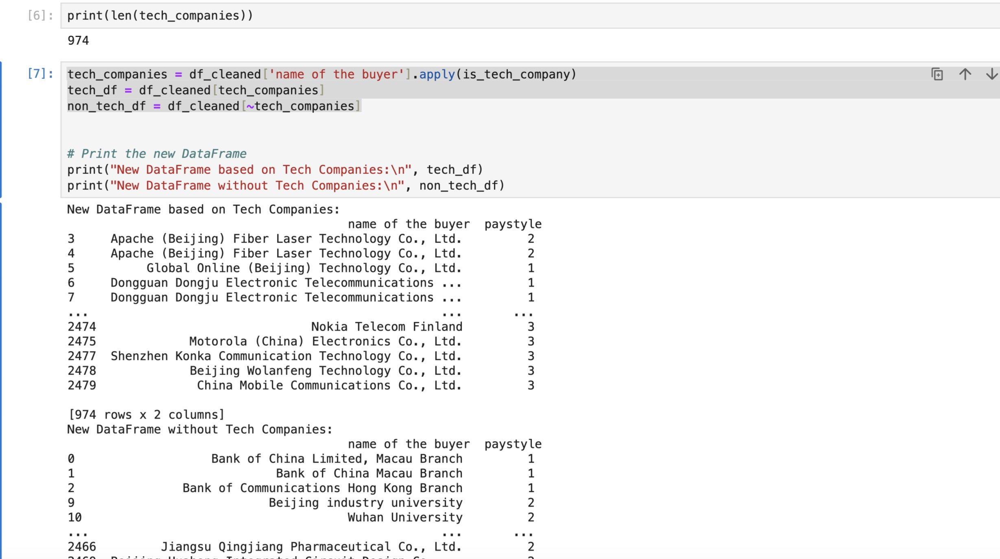 [6]: print(len(tech_companies))
974
[7]: tech_companies = df_cleaned['name of the buyer'].apply(is_tech_company)
tech_df = df_cleaned[tech_companies]
non_tech_df = df_cleaned[~tech_companies]
# Print the new DataFrame
print("New DataFrame based on Tech Companies:\n", tech_df)
print("New DataFrame without Tech Companies:\n", non_tech_df)
New DataFrame based on Tech Companies:
name of the buyer paystyle
3 Apache (Beijing) Fiber Laser Technology Co., Ltd. 2
4 Apache (Beijing) Fiber Laser Technology Co., Ltd. 2
5 Global Online (Beijing) Technology Co., Ltd. 1
6 Dongguan Dongju Electronic Telecommunications ... 1
7 Dongguan Dongju Electronic Telecommunications ... 1
... ... ...
2474 Nokia Telecom Finland 3
2475 Motorola (China) Electronics Co., Ltd. 3
2477 Shenzhen Konka Communication Technology Co., Ltd. 3
2478 Beijing Wolanfeng Technology Co., Ltd. 3
2479 China Mobile Communications Co., Ltd. 3
[974 rows x 2 columns]
New DataFrame without Tech Companies:
name of the buyer paystyle
0 Bank of China Limited, Macau Branch 1
1 Bank of China Macau Branch 1
2 Bank of Communications Hong Kong Branch 1
9 Beijing industry university 2
10 Wuhan University 2
... ... ...
2466 Jiangsu Qingjiang Pharmaceutical Co., Ltd. 2
Beijing Integrated Circuit Design Co